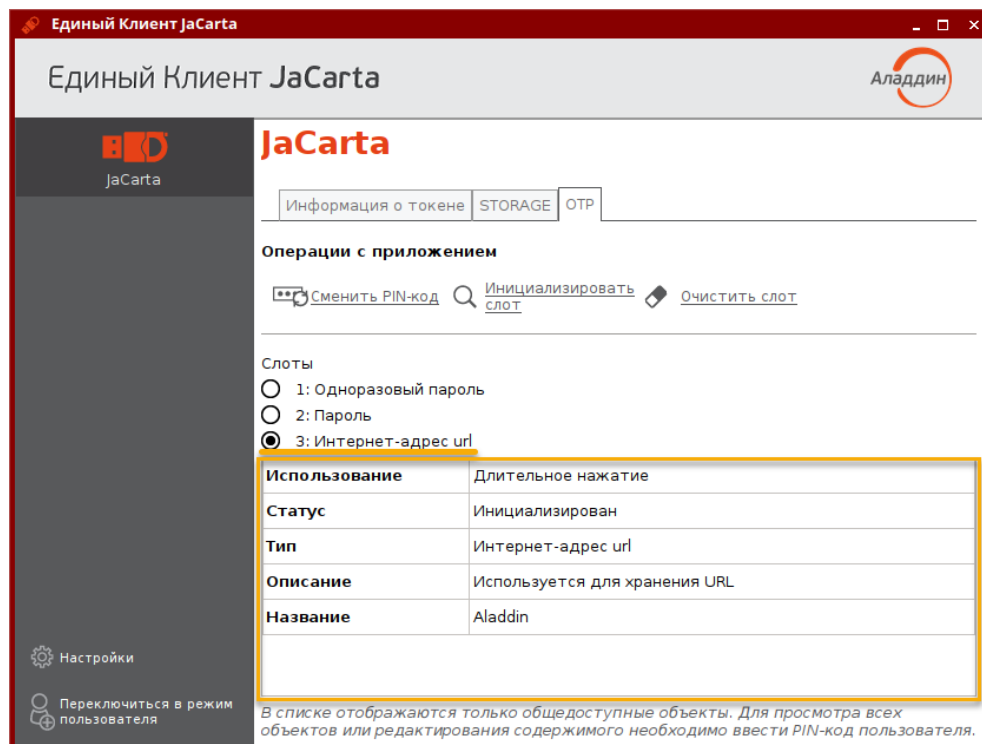 Единый Клиент JaCarta
Единый Клиент JaCarta
Аладдин
JaCarta
JaCarta
Информация о токене STORAGE OTP
Операции с приложением
Сменить PIN-код Инициализировать слот Очистить слот
Слоты
1: Одноразовый пароль
2: Пароль
3: Интернет-адрес url
Использование Длительное нажатие
Статус Инициализирован
Тип Интернет-адрес url
Описание Используется для хранения URL
Название Aladdin
Настройки
Переключиться в режим
пользователя
В списке отображаются только общедоступные объекты. Для просмотра всех
объектов или редактирования содержимого необходимо ввести PIN-код пользователя.